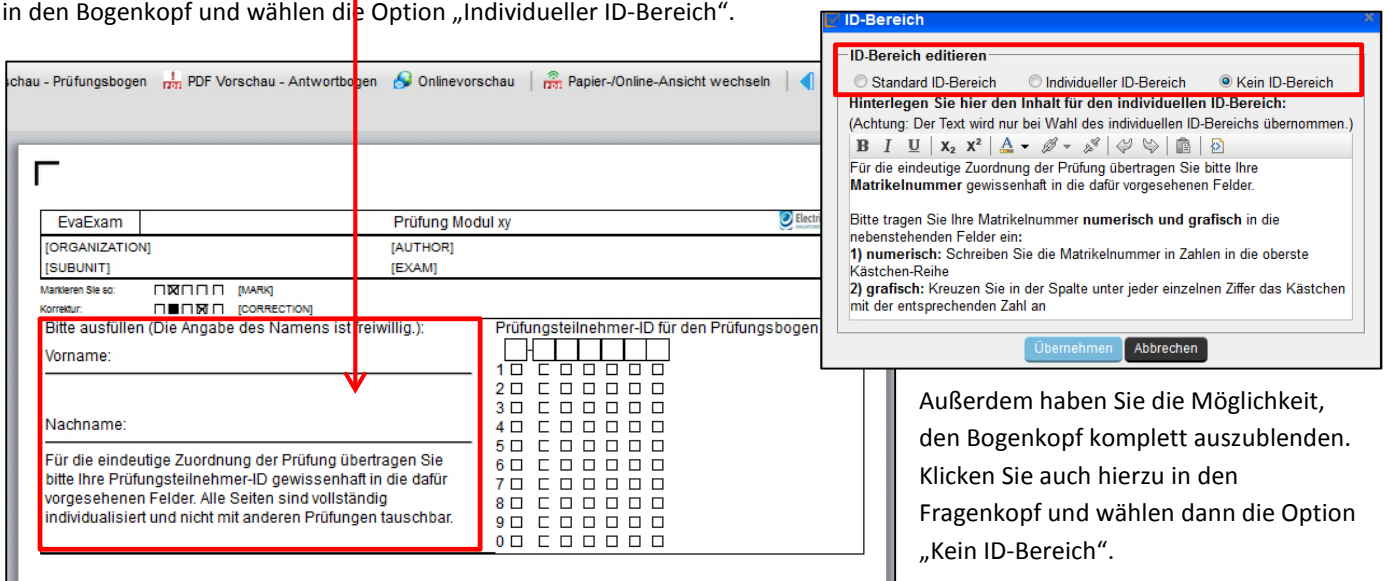 in den Bogenkopf und wählen die Option „Individueller ID-Bereich“.
schau - Prüfungsbogen PDF Vorschau - Antwortbogen Onlinevorschau Papier-/Online-Ansicht wechseln
EvaExam Prüfung Modul xy Electri
[ORGANIZATION] [AUTHOR]
[SUBUNIT] [EXAM]
Markieren Sie so: [MARK]
Korrektur: [CORRECTION]
Bitte ausfüllen (Die Angabe des Namens ist freiwillig.):
Vorname:
Nachname:
Für die eindeutige Zuordnung der Prüfung übertragen Sie
bitte Ihre Prüfungsteilnehmer-ID gewissenhaft in die dafür
vorgesehenen Felder. Alle Seiten sind vollständig
individualisiert und nicht mit anderen Prüfungen tauschbar.
Prüfungsteilnehmer-ID für den Prüfungsbogen
-
1
2
3
4
5
6
7
8
9
0
ID-Bereich
ID-Bereich editieren
Standard ID-Bereich Individueller ID-Bereich Kein ID-Bereich
Hinterlegen Sie hier den Inhalt für den individuellen ID-Bereich:
(Achtung: Der Text wird nur bei Wahl des individuellen ID-Bereichs übernommen.)
B I U X₂ X² A
Für die eindeutige Zuordnung der Prüfung übertragen Sie bitte Ihre
Matrikelnummer gewissenhaft in die dafür vorgesehenen Felder.
Bitte tragen Sie Ihre Matrikelnummer numerisch und grafisch in die
nebenstehenden Felder ein:
1) numerisch: Schreiben Sie die Matrikelnummer in Zahlen in die oberste
Kästchen-Reihe
2) grafisch: Kreuzen Sie in der Spalte unter jeder einzelnen Ziffer das Kästchen
mit der entsprechenden Zahl an
Übernehmen Abbrechen
Außerdem haben Sie die Möglichkeit,
den Bogenkopf komplett auszublenden.
Klicken Sie auch hierzu in den
Fragenkopf und wählen dann die Option
„Kein ID-Bereich“.